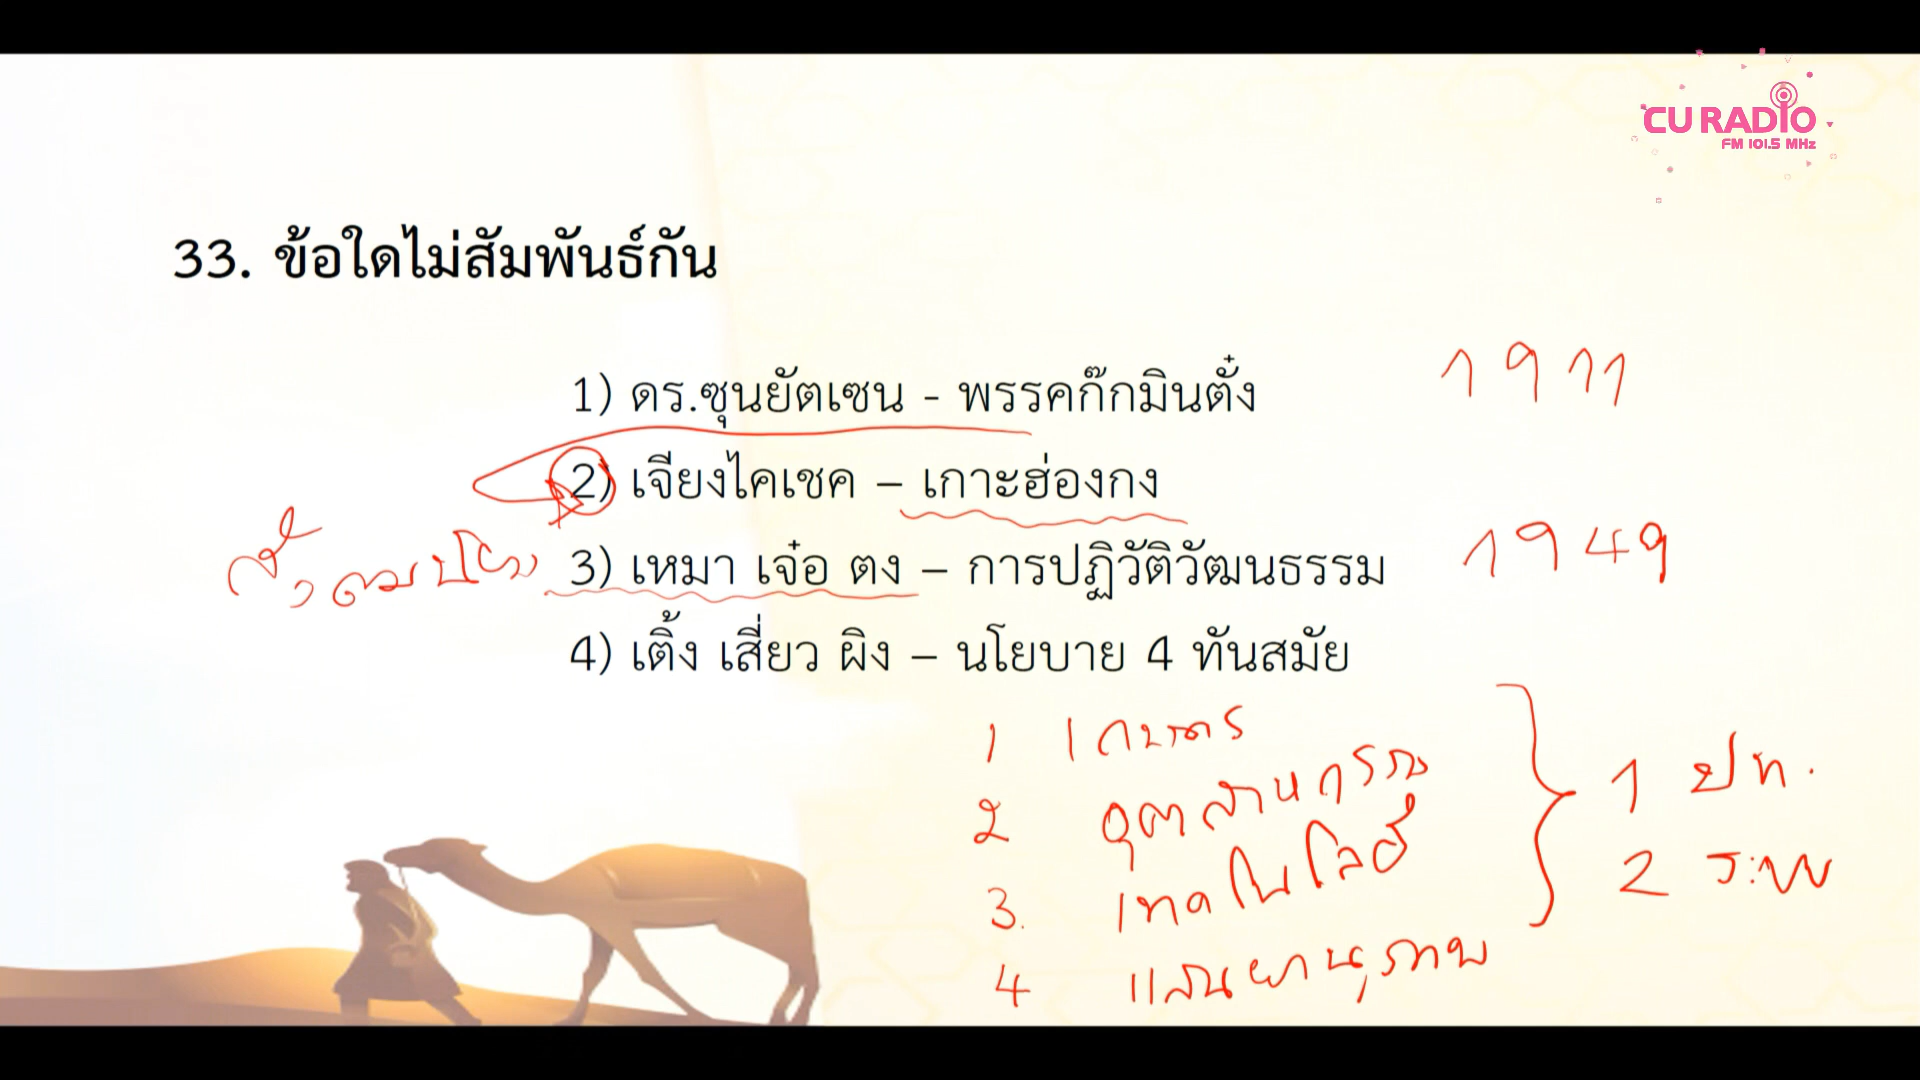 CU RADIO
FM 101.5 MHz
33. ข้อใดไม่สัมพันธ์กัน
1) ดร.ซุนยัตเซน - พรรคก๊กมินตั๋ง
1911
2) เจียงไคเชค – เกาะฮ่องกง
3) เหมา เจ๋อ ตง – การปฏิวัติวัฒนธรรม
1949
4) เติ้ง เสี่ยว ผิง – นโยบาย 4 ทันสมัย
1 เกษตร
2 อุตสาหกรรม
3. เทคโนโลยี
4 แสนยานุภาพ
1 ปท.
2 ระบบ